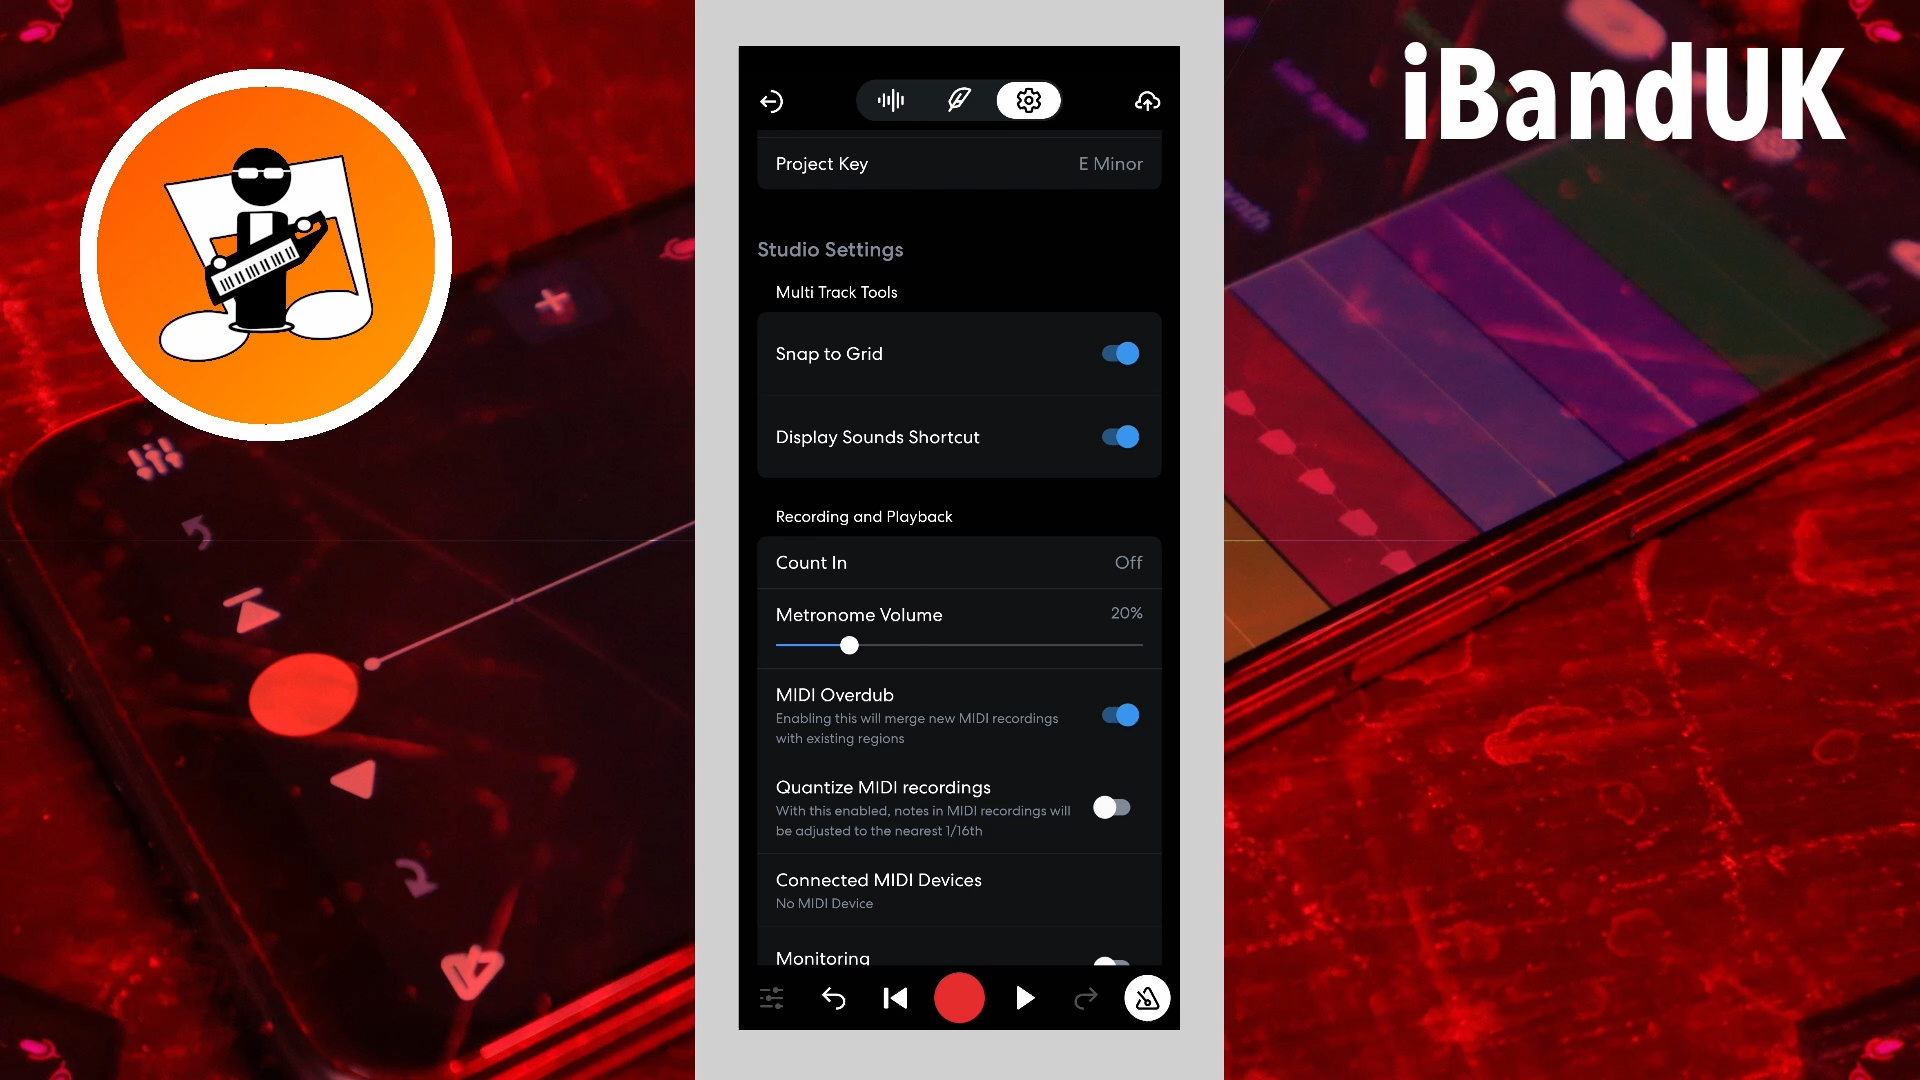 iBandUK
Project Key
E Minor
Studio Settings
Multi Track Tools
Snap to Grid
Display Sounds Shortcut
Recording and Playback
Count In
Off
Metronome Volume
20%
MIDI Overdub
Enabling this will merge new MIDI recordings
with existing regions
Quantize MIDI recordings
With this enabled, notes in MIDI recordings will
be adjusted to the nearest 1/16th
Connected MIDI Devices
No MIDI Device
Monitoring